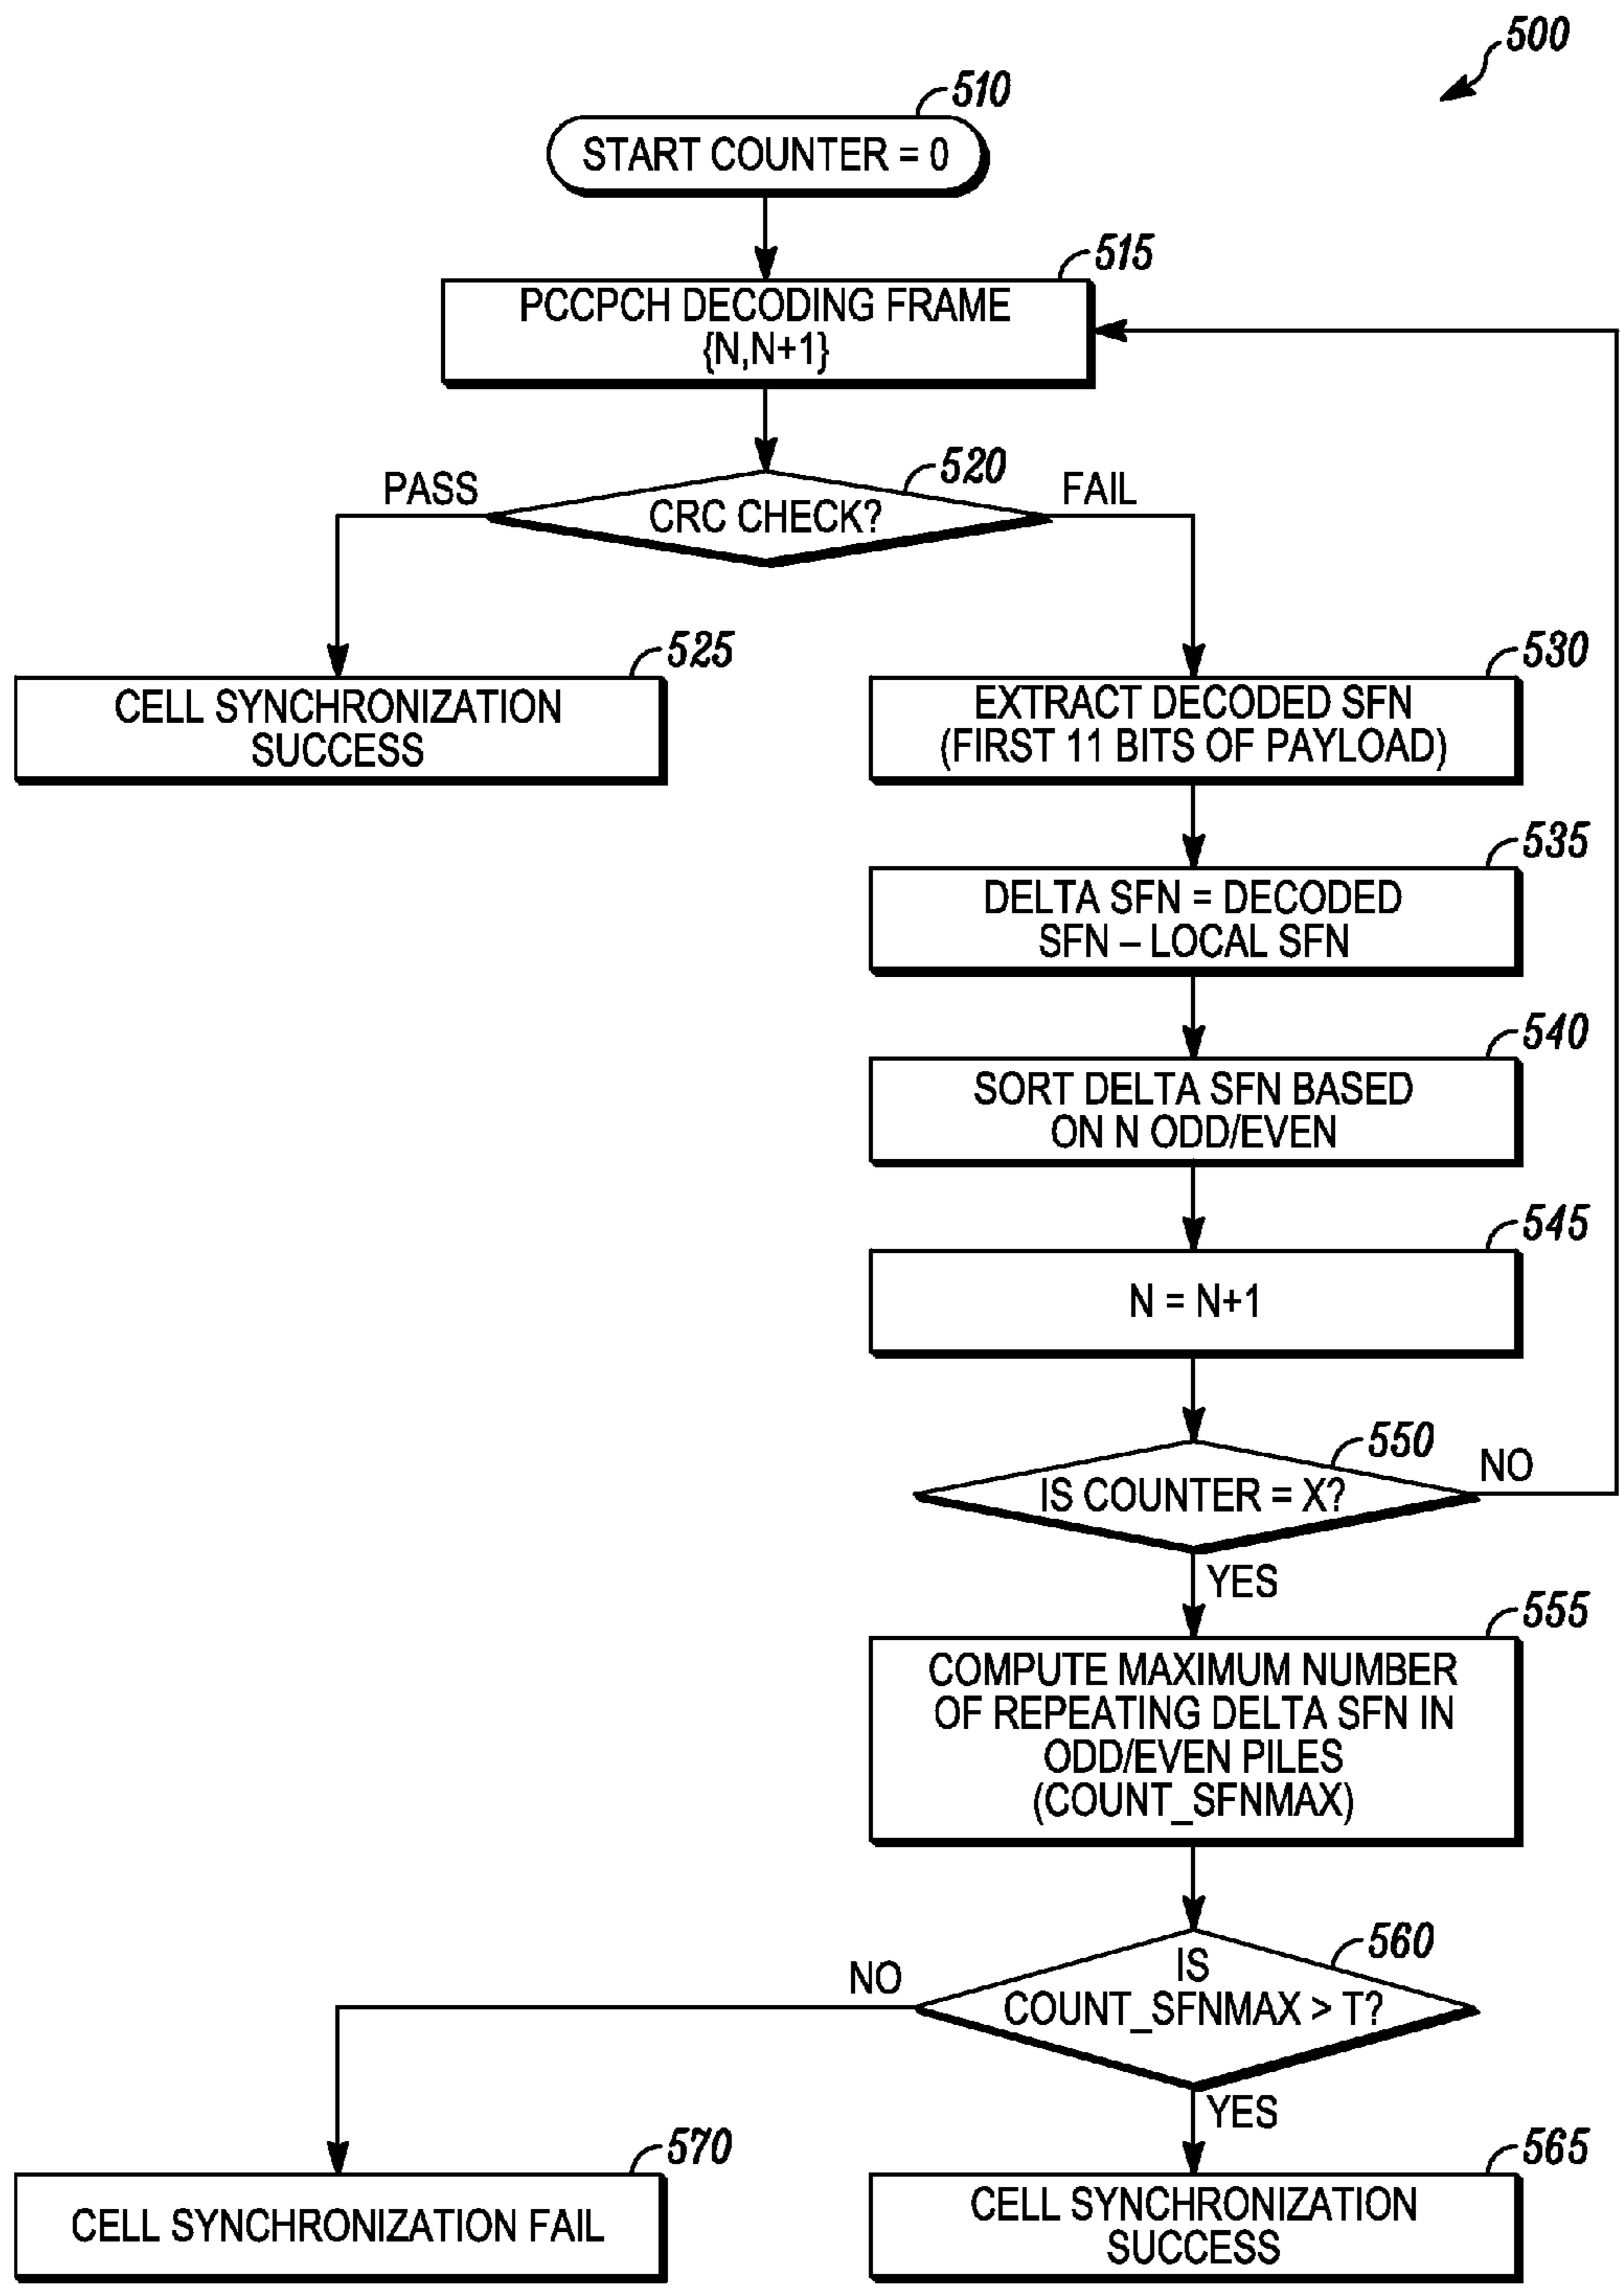 500
510
START COUNTER = 0
515
PCCPCH DECODING FRAME
{N,N+1}
520
PASS
FAIL
CRC CHECK?
525
CELL SYNCHRONIZATION
SUCCESS
530
EXTRACT DECODED SFN
(FIRST 11 BITS OF PAYLOAD)
535
DELTA SFN = DECODED
SFN – LOCAL SFN
540
SORT DELTA SFN BASED
ON N ODD/EVEN
545
N = N+1
550
NO
IS COUNTER = X?
YES
555
COMPUTE MAXIMUM NUMBER
OF REPEATING DELTA SFN IN
ODD/EVEN PILES
(COUNT_SFNMAX)
560
NO
IS
COUNT_SFNMAX > T?
YES
570
CELL SYNCHRONIZATION FAIL
565
CELL SYNCHRONIZATION
SUCCESS